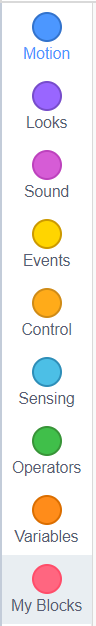 Motion
Looks
Sound
Events
Control
Sensing
Operators
Variables
My Blocks